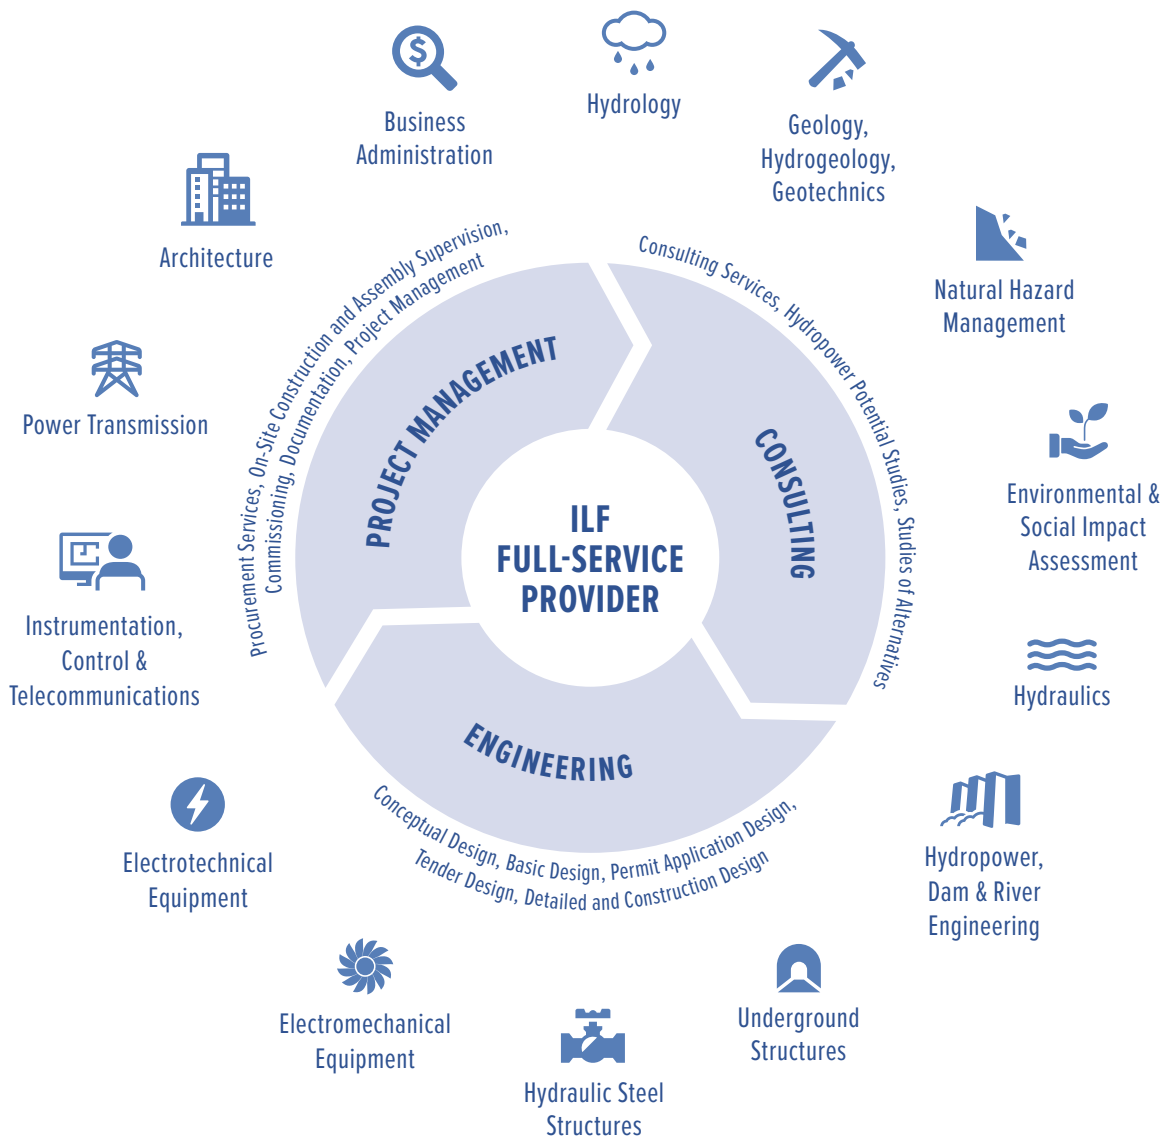 Hydrology
Business
Administration
Geology,
Hydrogeology,
Geotechnics
Architecture
Natural Hazard
Management
Power Transmission
Environmental &
Social Impact
Assessment
Instrumentation,
Control &
Telecommunications
Hydraulics
Electrotechnical
Equipment
Hydropower,
Dam & River
Engineering
Electromechanical
Equipment
Underground
Structures
Hydraulic Steel
Structures
Procurement Services, On-Site Construction and Assembly Supervision,
Commissioning, Documentation, Project Management
Consulting Services, Hydropower Potential Studies, Studies of Alternatives
PROJECT MANAGEMENT
CONSULTING
ILF
FULL-SERVICE
PROVIDER
ENGINEERING
Conceptual Design, Basic Design, Permit Application Design,
Tender Design, Detailed and Construction Design